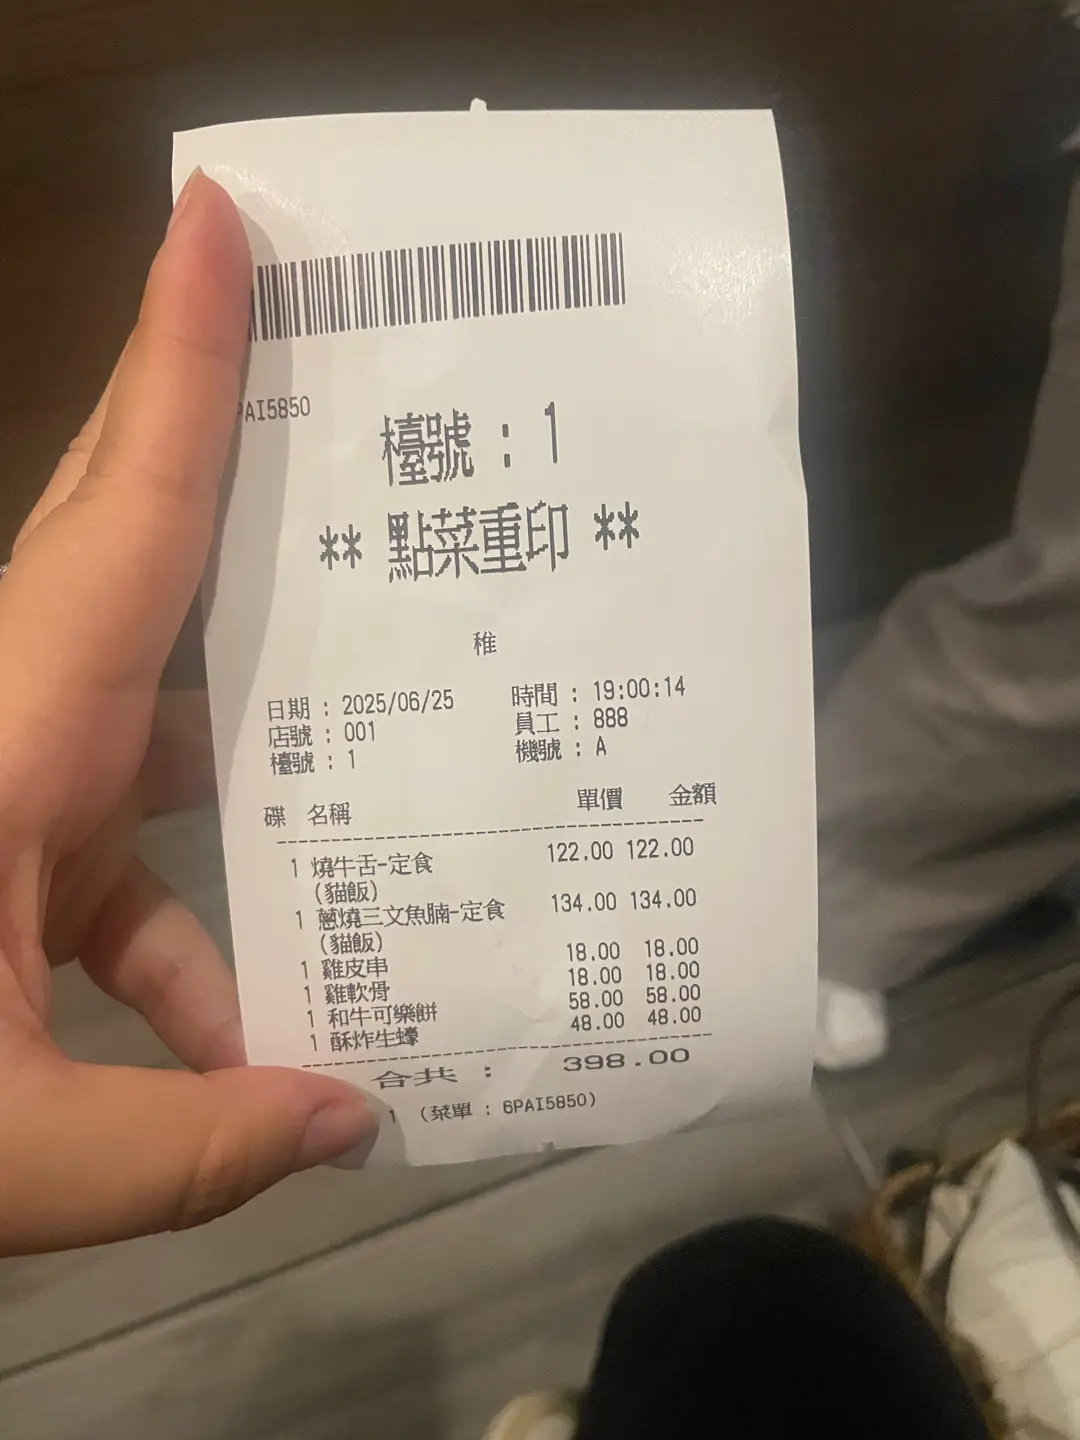 PAI5850
檯號 : 1
** 點菜重印 **
稚
日期 : 2025/06/25 時間 : 19:00:14
店號 : 001 員工 : 888
檯號 : 1 機號 : A
碟 名稱 單價 金額
1 燒牛舌-定食 122.00 122.00
(貓飯)
1 蔥燒三文魚腩-定食 134.00 134.00
(貓飯)
1 雞皮串 18.00 18.00
1 雞軟骨 18.00 18.00
1 和牛可樂餅 58.00 58.00
1 酥炸生蠔 48.00 48.00
合共 : 398.00
1 (菜單 : 6PAI5850)